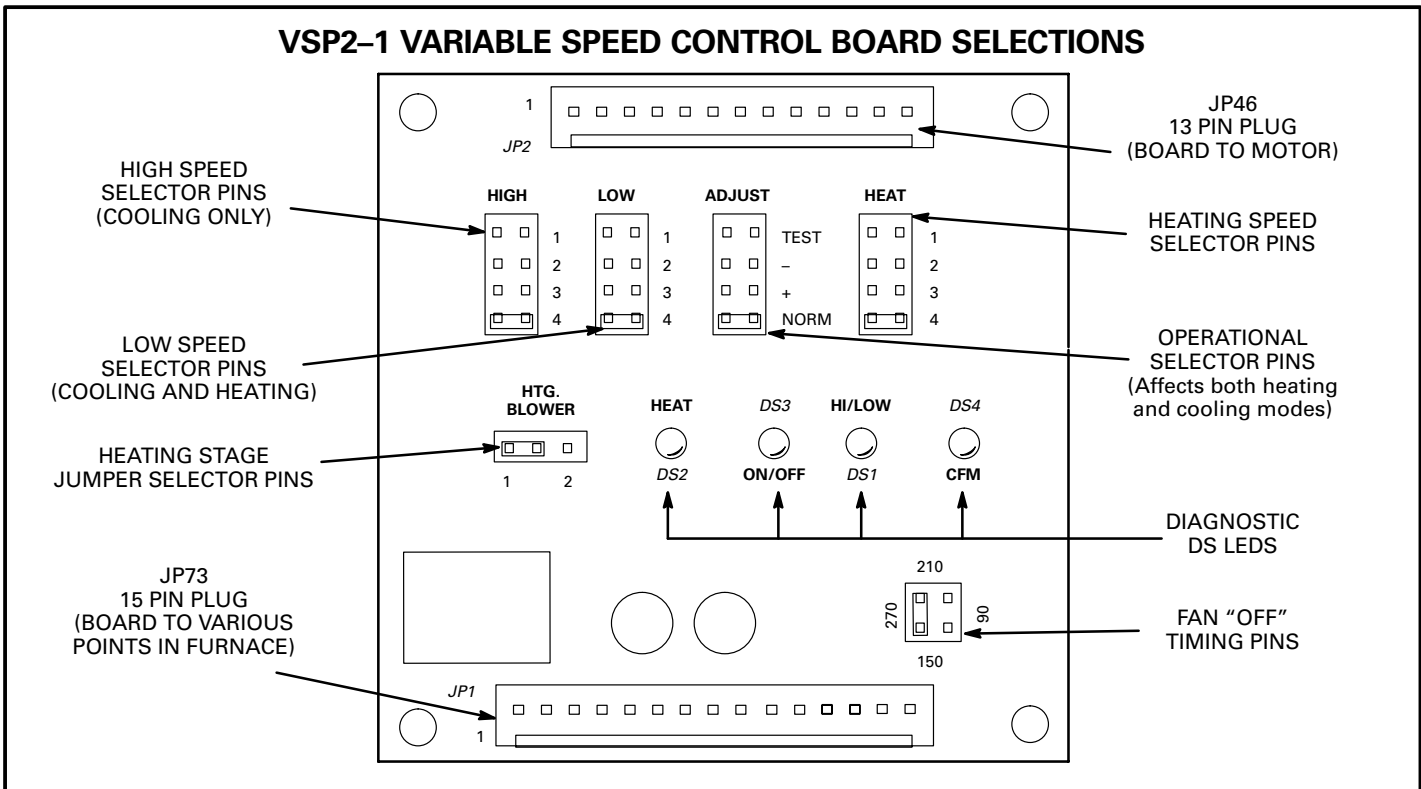 VSP2–1 VARIABLE SPEED CONTROL BOARD SELECTIONS
1
JP2
JP46
13 PIN PLUG
(BOARD TO MOTOR)
HIGH SPEED
SELECTOR PINS
(COOLING ONLY)
HIGH
LOW
ADJUST
HEAT
1
2
3
4
1
2
3
4
TEST
–
+
NORM
1
2
3
4
HEATING SPEED
SELECTOR PINS
LOW SPEED
SELECTOR PINS
(COOLING AND HEATING)
OPERATIONAL
SELECTOR PINS
(Affects both heating
and cooling modes)
HTG.
BLOWER
1 2
HEATING STAGE
JUMPER SELECTOR PINS
HEAT
DS2
DS3
ON/OFF
HI/LOW
DS1
DS4
CFM
DIAGNOSTIC
DS LEDS
JP73
15 PIN PLUG
(BOARD TO VARIOUS
POINTS IN FURNACE)
210
270
90
150
FAN “OFF”
TIMING PINS
JP1
1